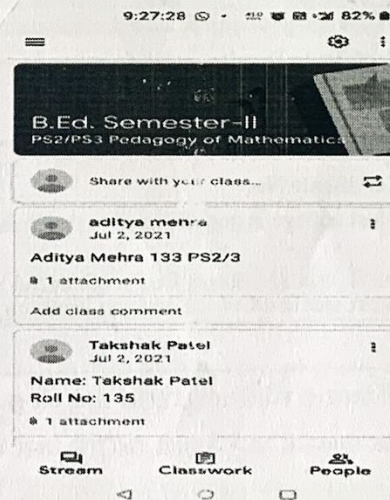 9:27:28 82%
B.Ed. Semester-II
PS2/PS3 Pedagogy of Mathematics
Share with your class...
aditya mehra
Jul 2, 2021
Aditya Mehra 133 PS2/3
1 attachment
Add class comment
Takshak Patel
Jul 2, 2021
Name: Takshak Patel
Roll No: 135
1 attachment
Stream Classwork People